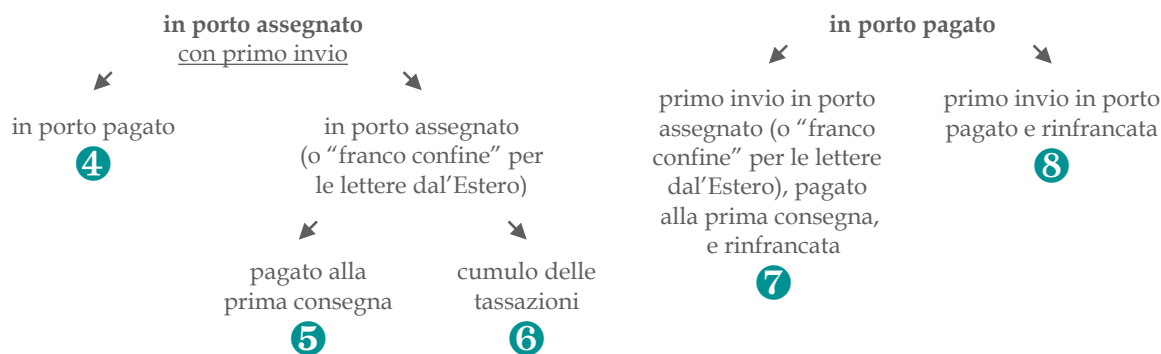 in porto assegnato
con primo invio
in porto pagato
4
in porto assegnato
(o “franco confine” per
le lettere dal’Estero)
pagato alla
prima consegna
5
cumulo delle
tassazioni
6
in porto pagato
primo invio in porto
assegnato (o “franco
confine” per le lettere
dal’Estero), pagato
alla prima consegna,
e rinfrancata
7
primo invio in porto
pagato e rinfrancata
8